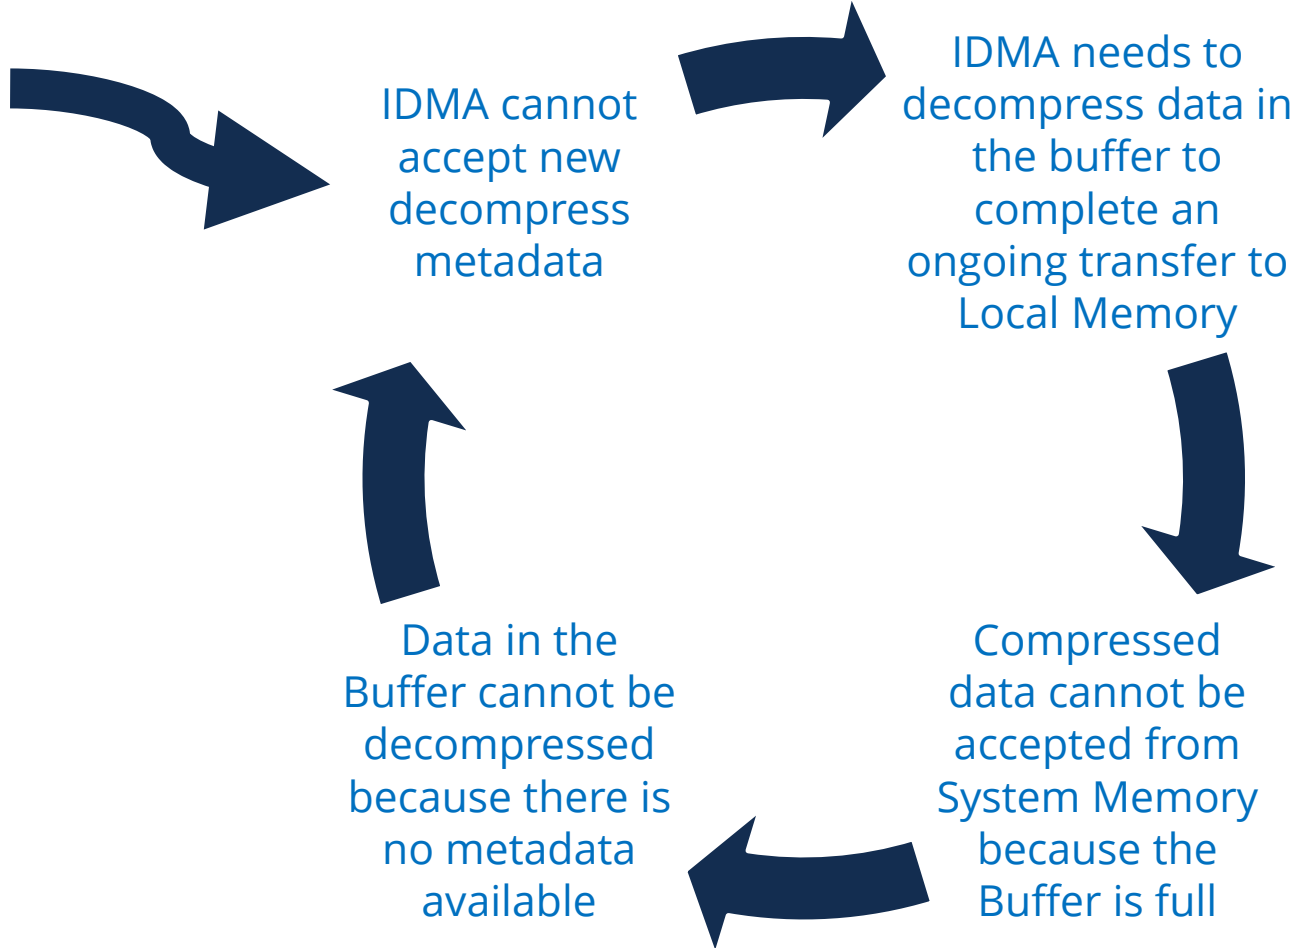 IDMA cannot
accept new
decompress
metadata
IDMA needs to
decompress data in
the buffer to
complete an
ongoing transfer to
Local Memory
Compressed
data cannot be
accepted from
System Memory
because the
Buffer is full
Data in the
Buffer cannot be
decompressed
because there is
no metadata
available